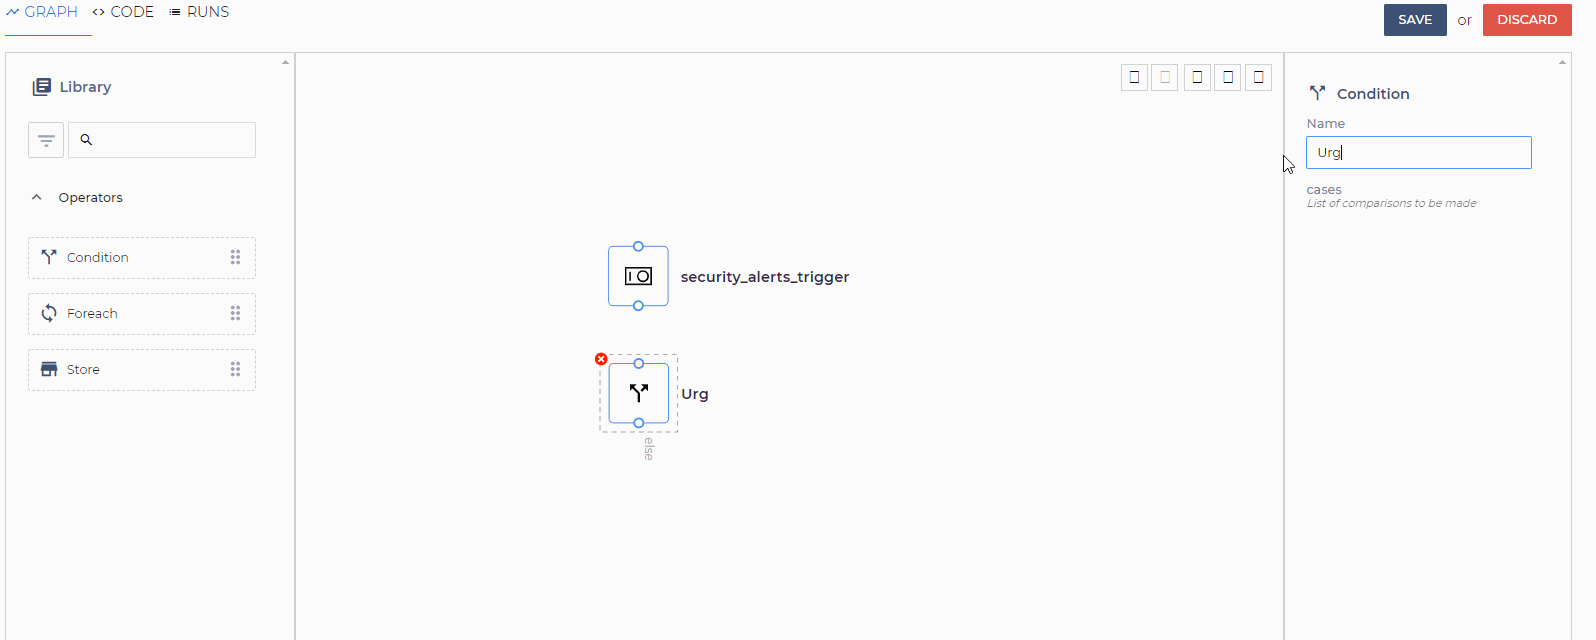 GRAPH CODE RUNS
SAVE or DISCARD
Library
Operators
Condition
Foreach
Store
security_alerts_trigger
Urg
else
Condition
Name
Urg
cases
List of comparisons to be made